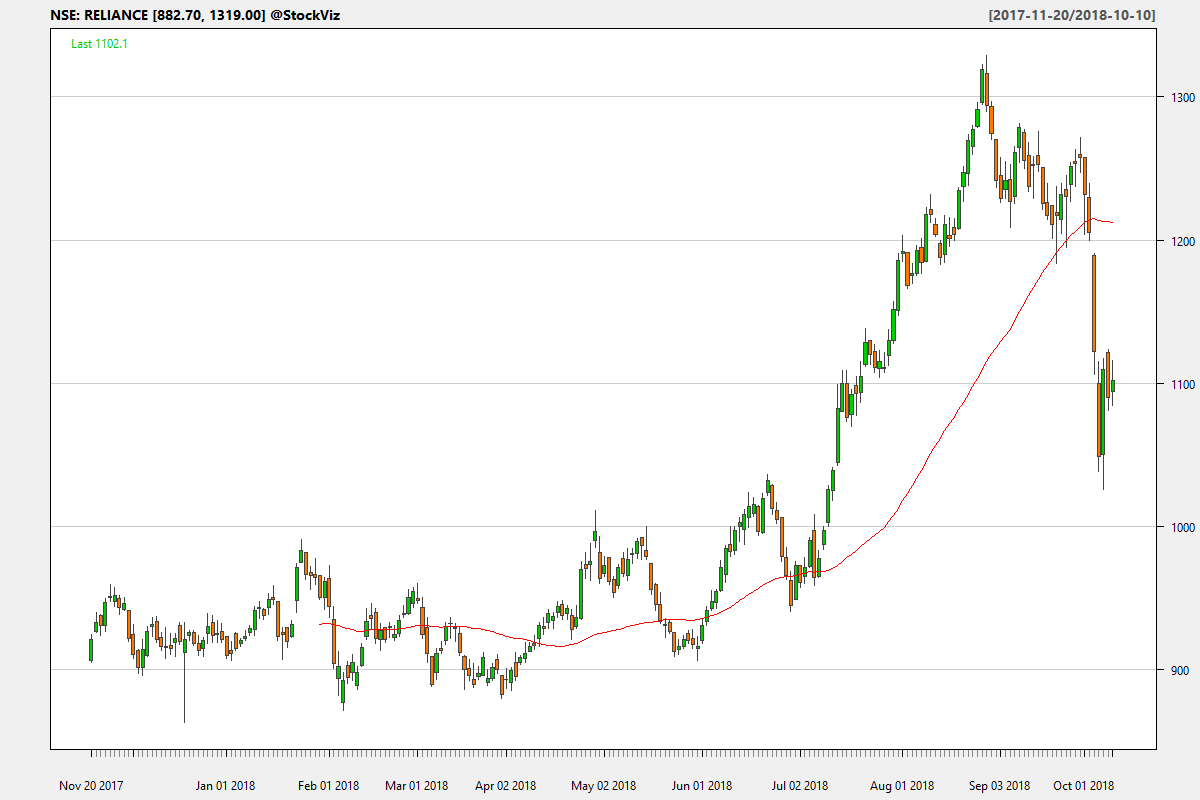 NSE: RELIANCE [882.70, 1319.00] @StockViz
[2017-11-20/2018-10-10]
Last 1102.1
1300
1200
1100
1000
900
Nov 20 2017
Jan 01 2018
Feb 01 2018
Mar 01 2018
Apr 02 2018
May 02 2018
Jun 01 2018
Jul 02 2018
Aug 01 2018
Sep 03 2018
Oct 01 2018